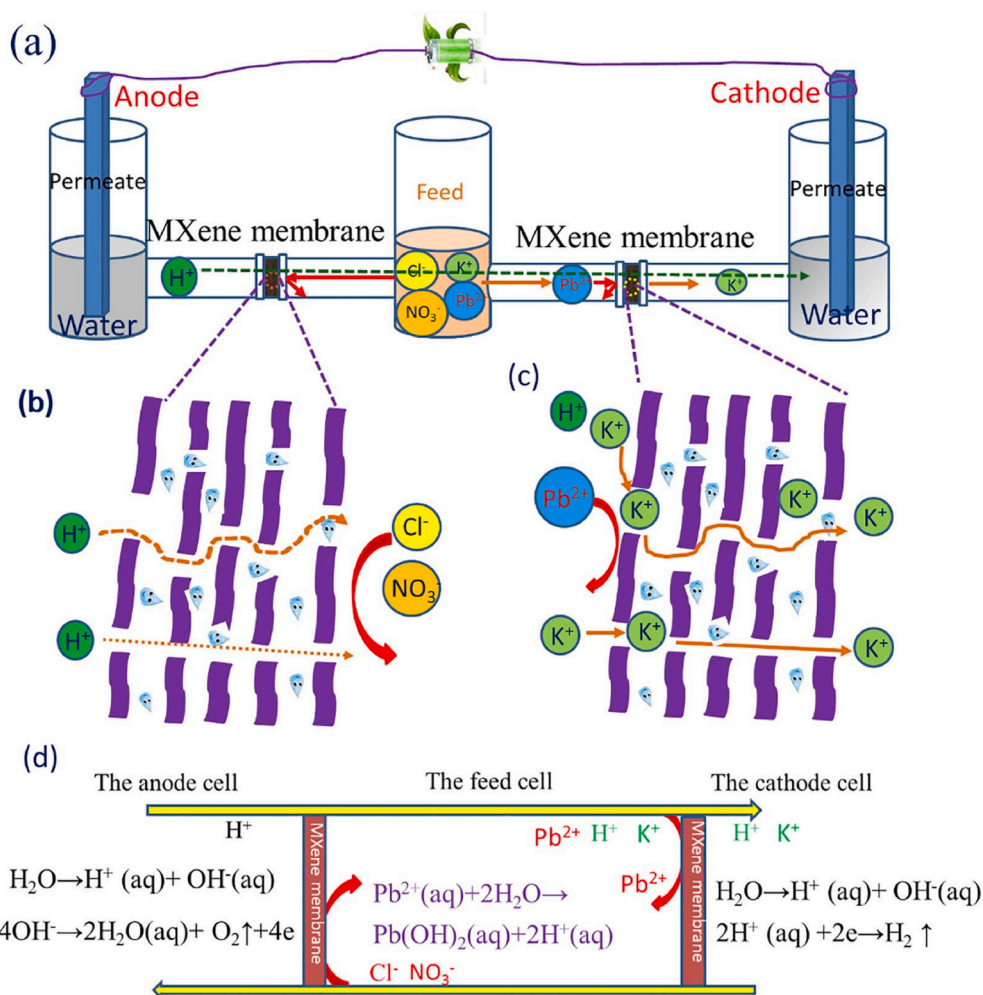 (a)
Anode
Cathode
Permeate
Feed
Permeate
MXene membrane
MXene membrane
H⁺
Cl⁻
K⁺
Pb²⁺
K⁺
NO₃⁻
Pb²⁺
Water
Water
(b)
(c)
H⁺
K⁺
Pb²⁺
K⁺
K⁺
K⁺
H⁺
Cl⁻
NO₃⁻
H⁺
K⁺
K⁺
K⁺
(d)
The anode cell
The feed cell
The cathode cell
H⁺
Pb²⁺ H⁺ K⁺
H⁺ K⁺
MXene membrane
MXene membrane
H₂O→H⁺ (aq)+ OH⁻(aq)
4OH⁻→2H₂O(aq)+ O₂↑+4e
Pb²⁺(aq)+2H₂O→
Pb(OH)₂(aq)+2H⁺(aq)
Pb²⁺
Cl⁻ NO₃⁻
H₂O→H⁺ (aq)+ OH⁻(aq)
2H⁺ (aq) +2e→H₂ ↑